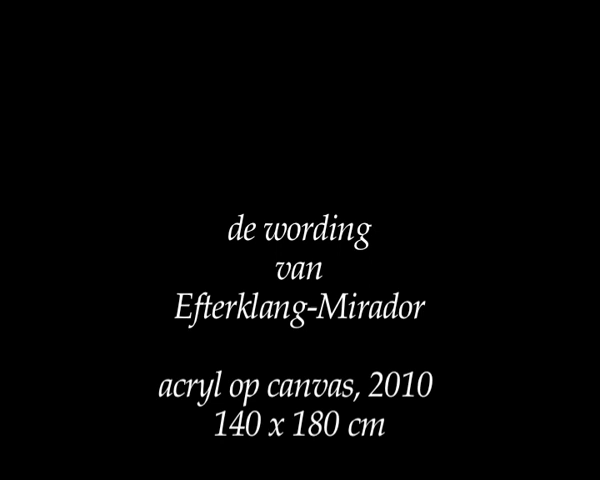 de wording
van
Efterklang-Mirador
acryl op canvas, 2010
140 x 180 cm